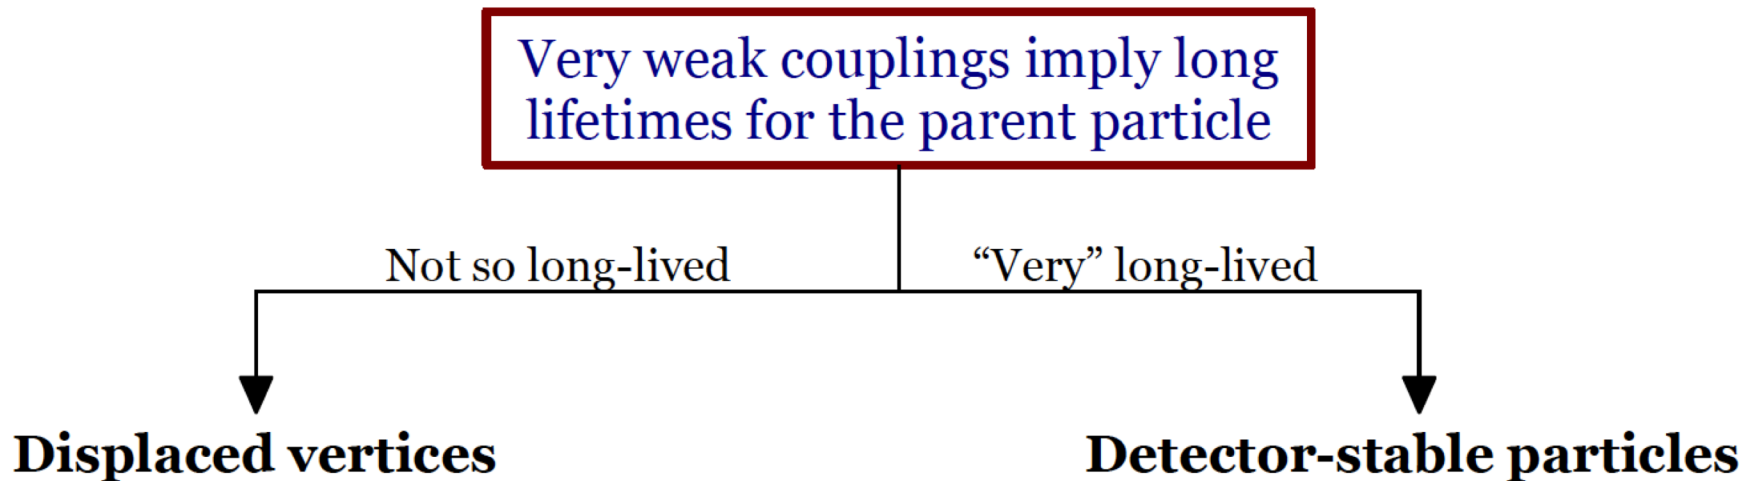 Very weak couplings imply long
lifetimes for the parent particle
Not so long-lived
“Very” long-lived
Displaced vertices
Detector-stable particles